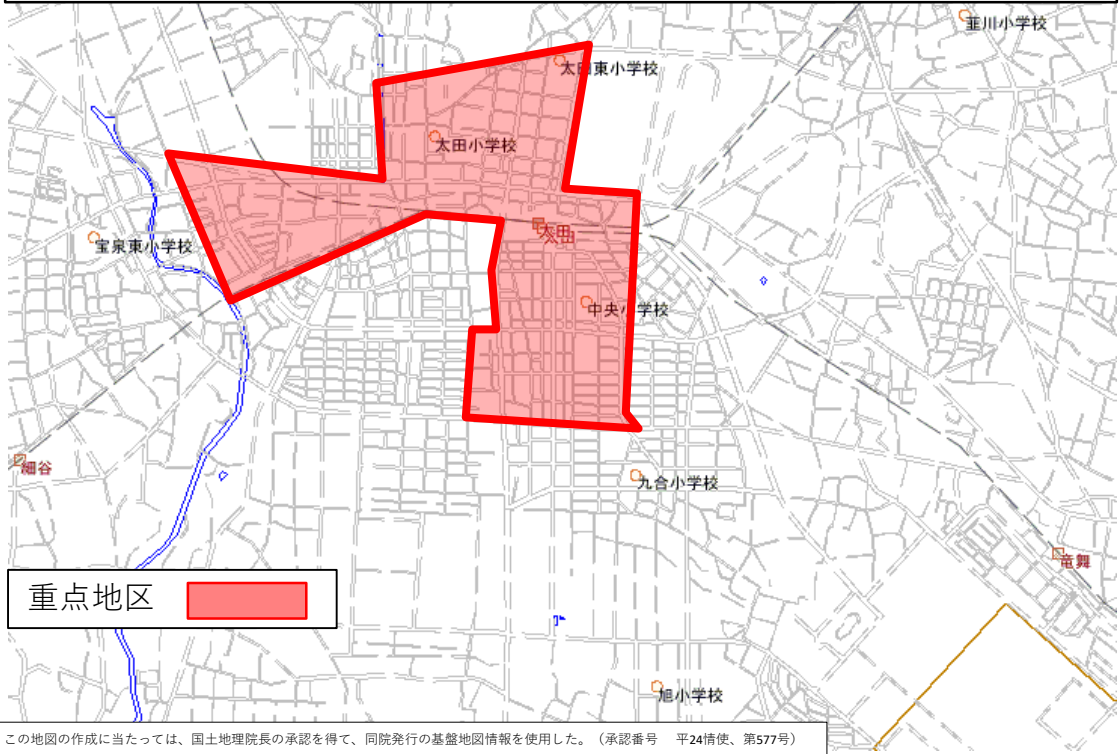 韮川小学校
太田東小学校
太田小学校
太田
宝泉東小学校
中央小学校
細谷
九合小学校
竜舞
重点地区
旭小学校
この地図の作成に当たっては、国土地理院長の承認を得て、同院発行の基盤地図情報を使用した。（承認番号　平24情使、第577号）